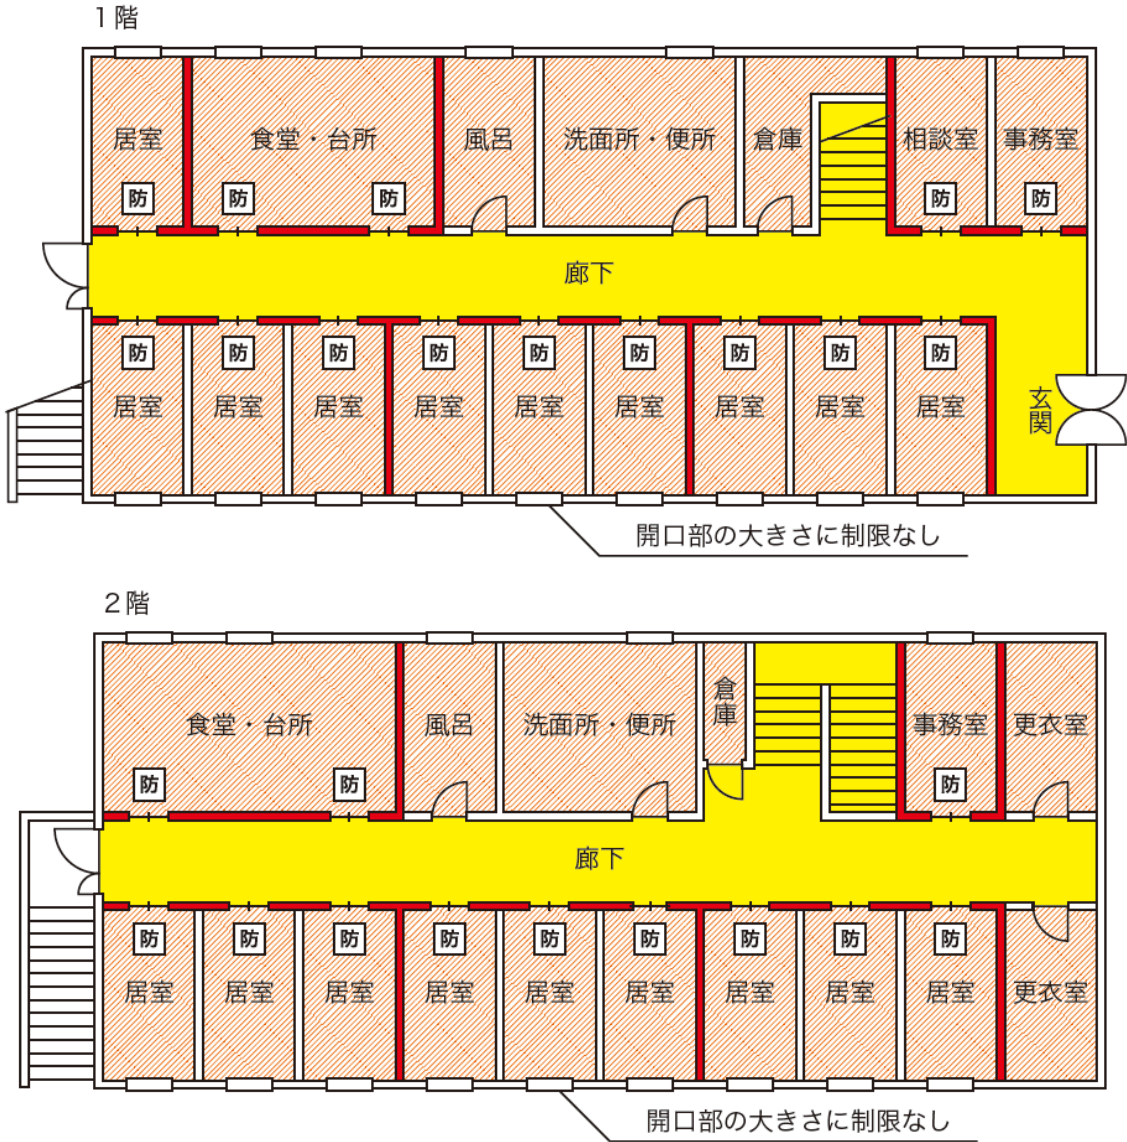 1階
居室
食堂・台所
風呂
洗面所・便所
倉庫
相談室
事務室
防
防
防
防
防
廊下
防
防
防
防
防
防
防
防
防
居室
居室
居室
居室
居室
居室
居室
居室
居室
玄関
開口部の大きさに制限なし
2階
食堂・台所
風呂
洗面所・便所
倉庫
事務室
更衣室
防
防
防
廊下
防
防
防
防
防
防
防
防
防
居室
居室
居室
居室
居室
居室
居室
居室
居室
更衣室
開口部の大きさに制限なし